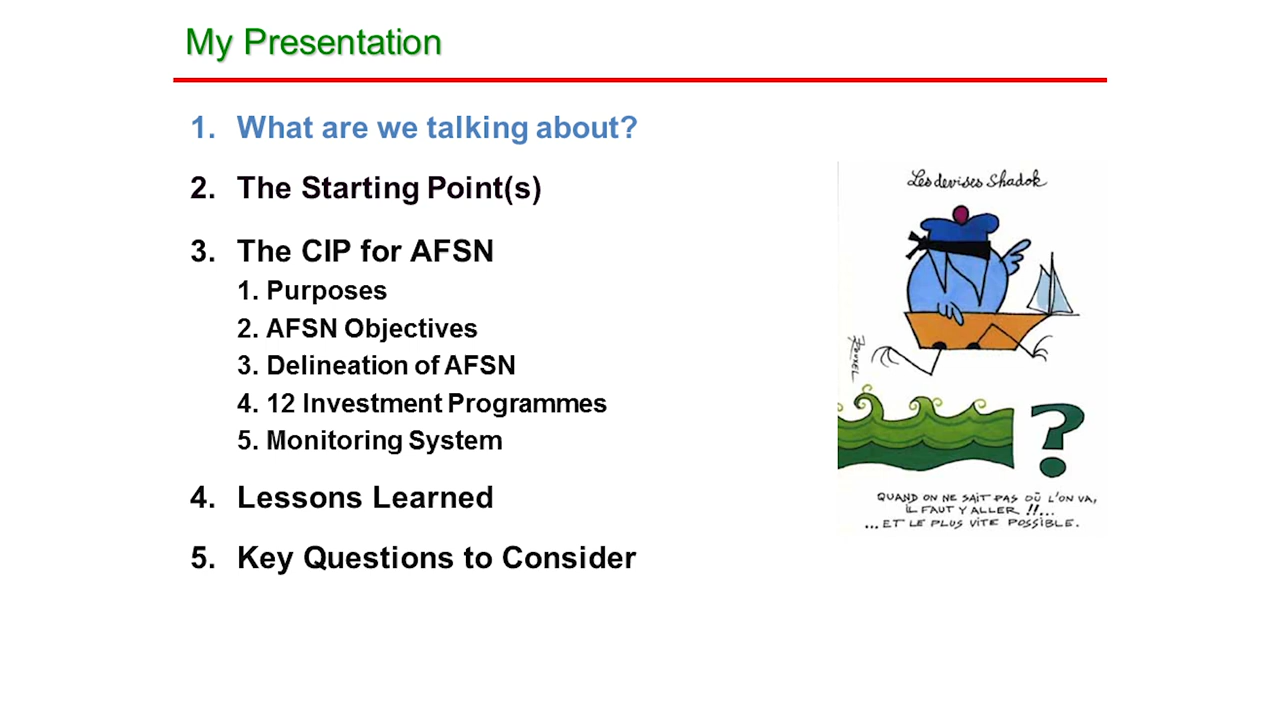 My Presentation
1. What are we talking about?
2. The Starting Point(s)
3. The CIP for AFSN
1. Purposes
2. AFSN Objectives
3. Delineation of AFSN
4. 12 Investment Programmes
5. Monitoring System
4. Lessons Learned
5. Key Questions to Consider
Les devises Shadok
?
QUAND ON NE SAIT PAS OÙ L'ON VA,
IL FAUT Y ALLER !!...
...ET LE PLUS VITE POSSIBLE.